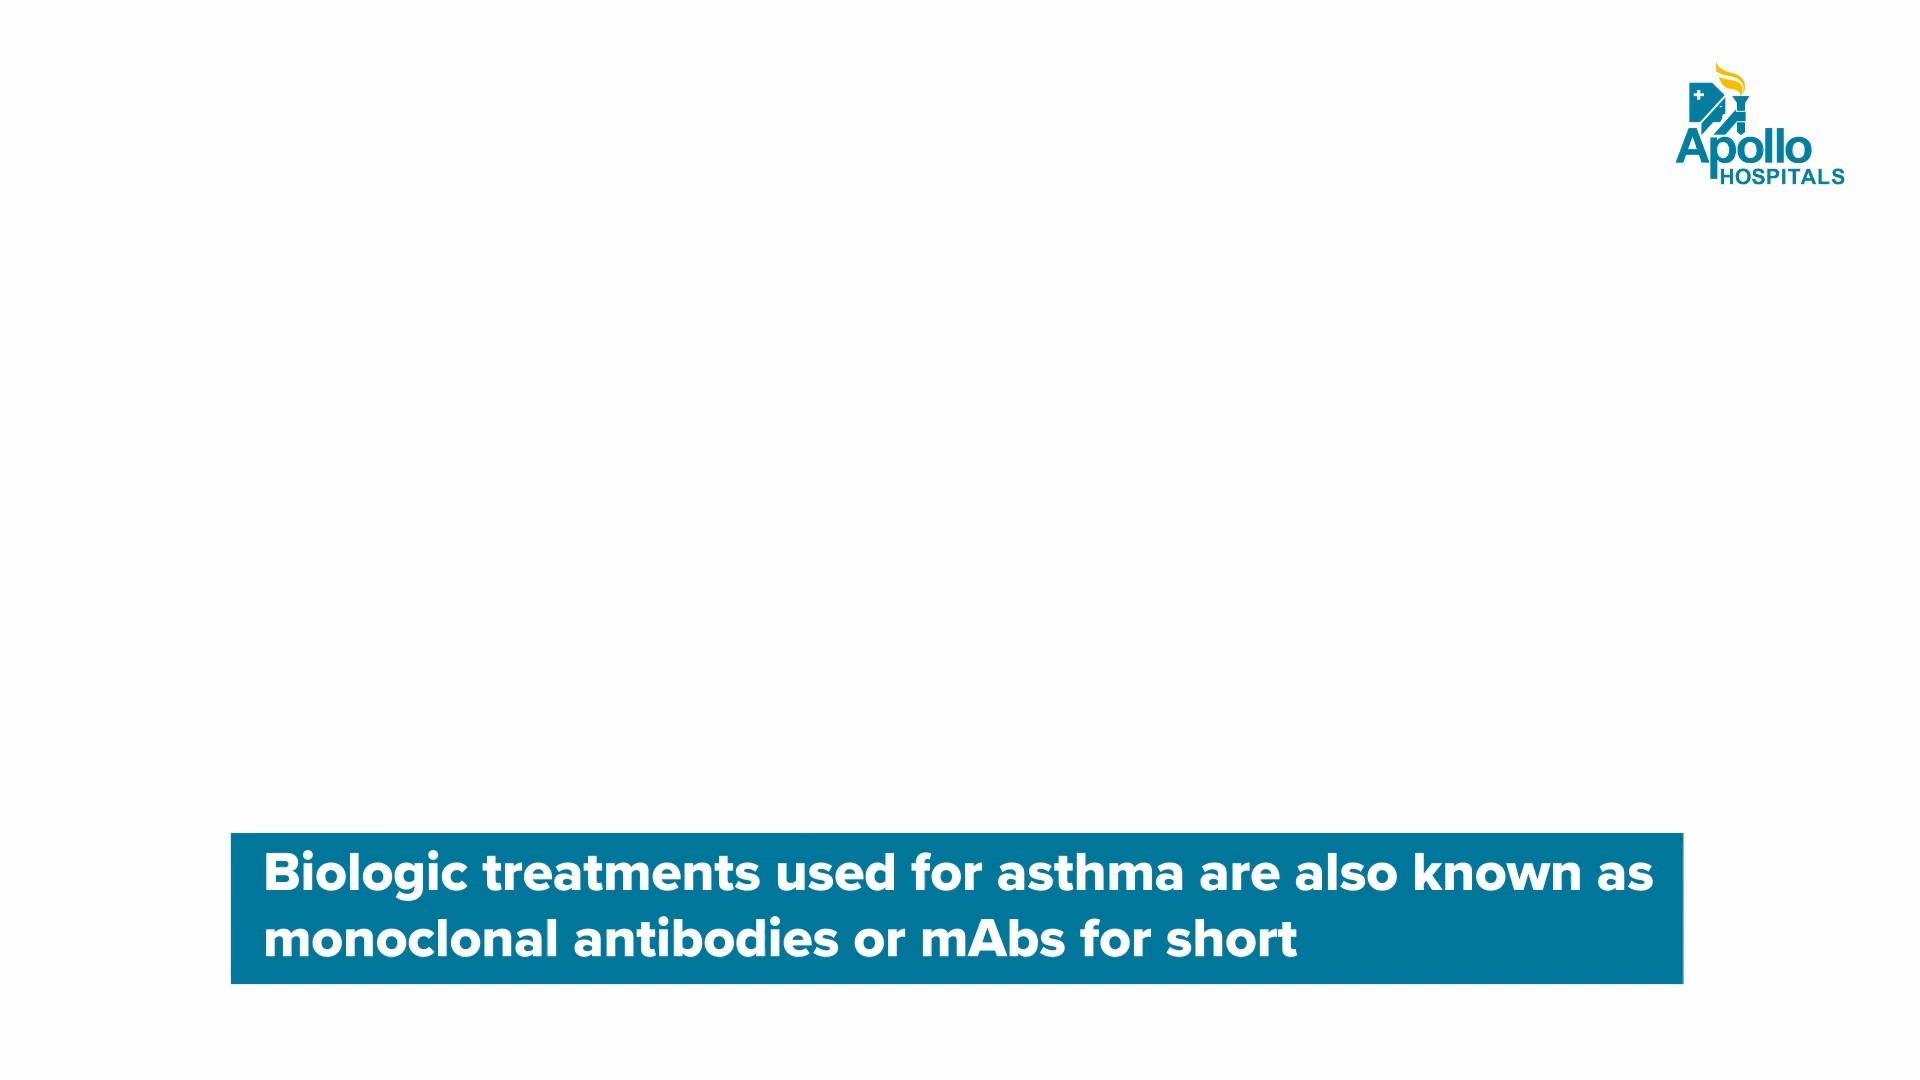 Apollo
HOSPITALS
Biologic treatments used for asthma are also known as
monoclonal antibodies or mAbs for short